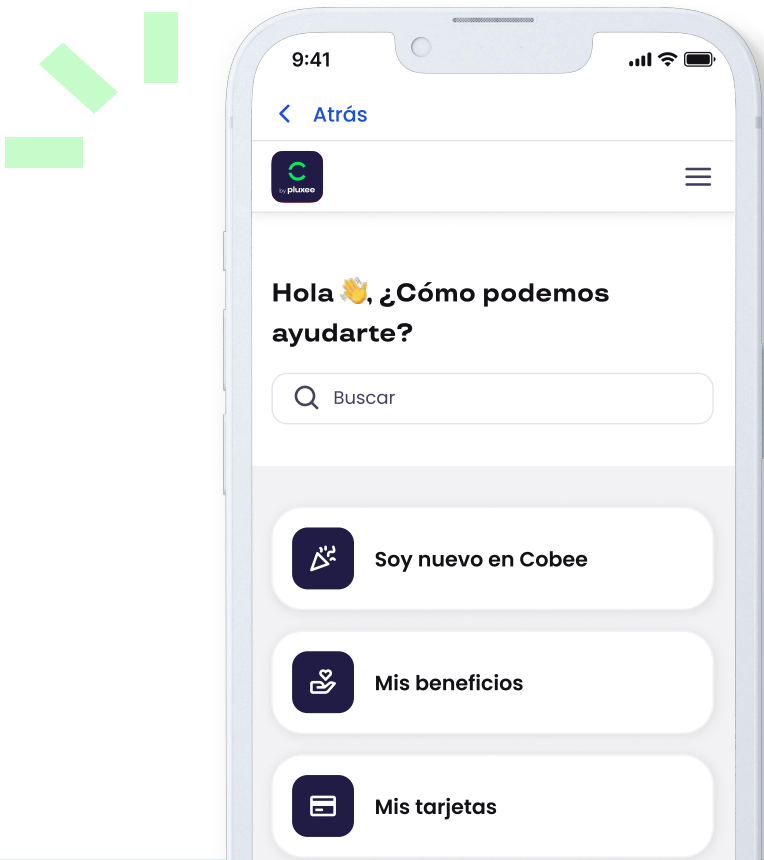 9:41
Atrás
by pluxee
Hola 👋, ¿Cómo podemos
ayudarte?
Buscar
Soy nuevo en Cobee
Mis beneficios
Mis tarjetas